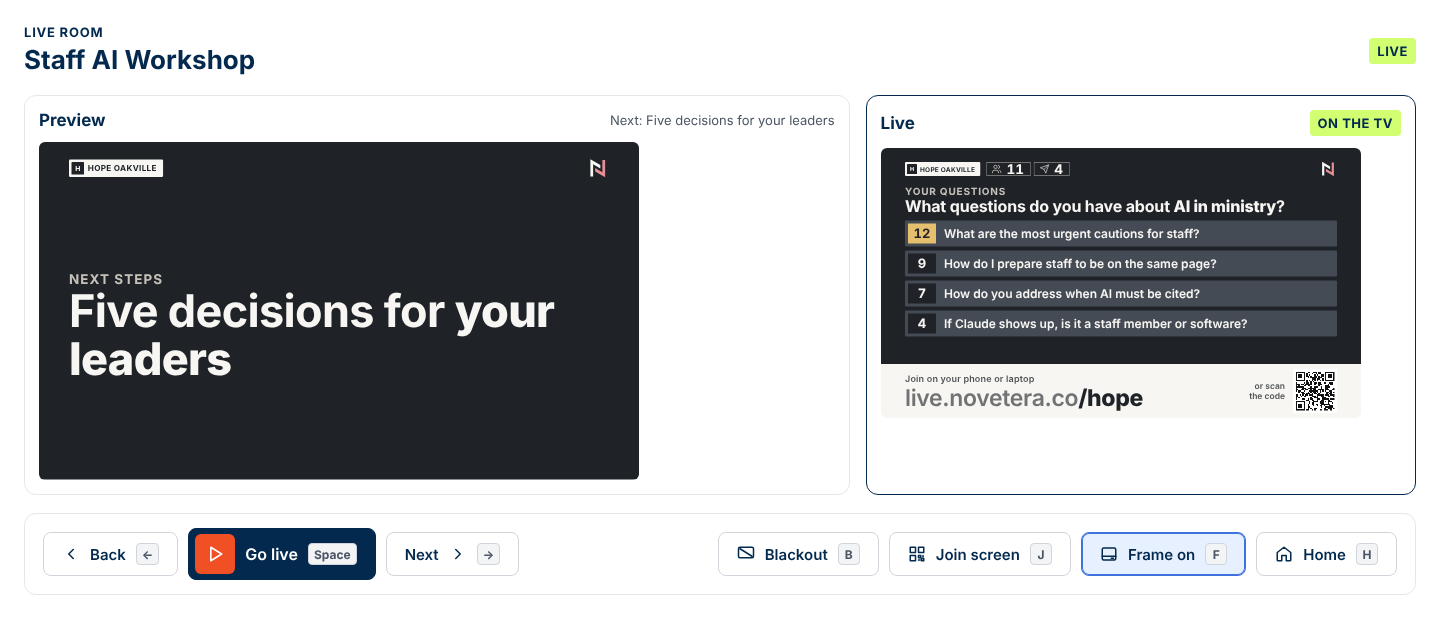 LIVE ROOM
Staff AI Workshop
LIVE
Preview
Next: Five decisions for your leaders
H HOPE OAKVILLE
N
NEXT STEPS
Five decisions for your
leaders
Live
ON THE TV
H HOPE OAKVILLE 11 4
N
YOUR QUESTIONS
What questions do you have about AI in ministry?
12 What are the most urgent cautions for staff?
9 How do I prepare staff to be on the same page?
7 How do you address when AI must be cited?
4 If Claude shows up, is it a staff member or software?
Join on your phone or laptop
live.novetera.co/hope
or scan
the code
Back ←
Go live Space
Next →
Blackout B
Join screen J
Frame on F
Home H